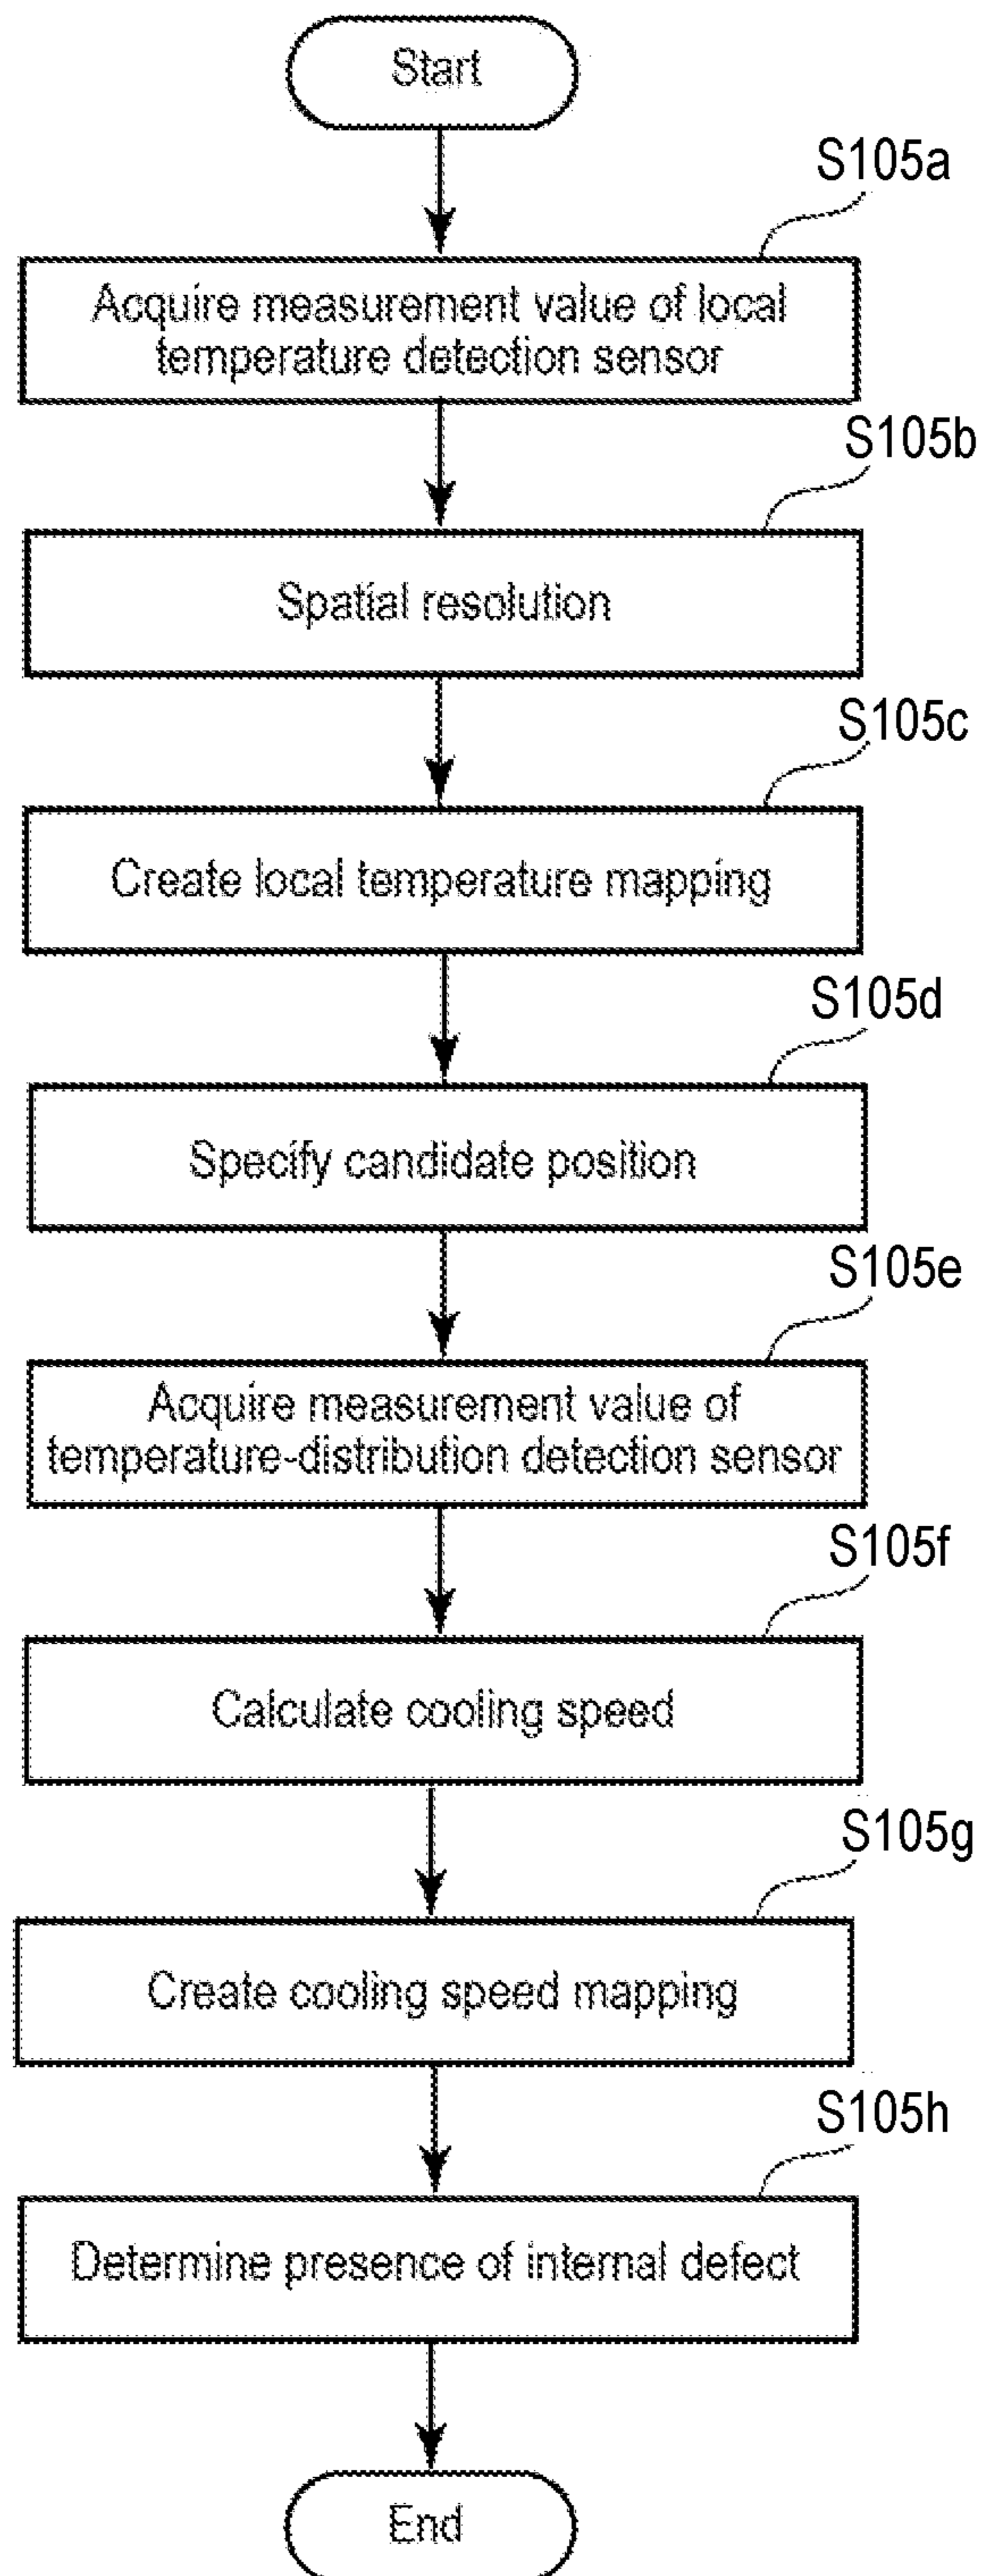 Start
S105a
Acquire measurement value of local
temperature detection sensor
S105b
Spatial resolution
S105c
Create local temperature mapping
S105d
Specify candidate position
S105e
Acquire measurement value of
temperature-distribution detection sensor
S105f
Calculate cooling speed
S105g
Create cooling speed mapping
S105h
Determine presence of internal defect
End